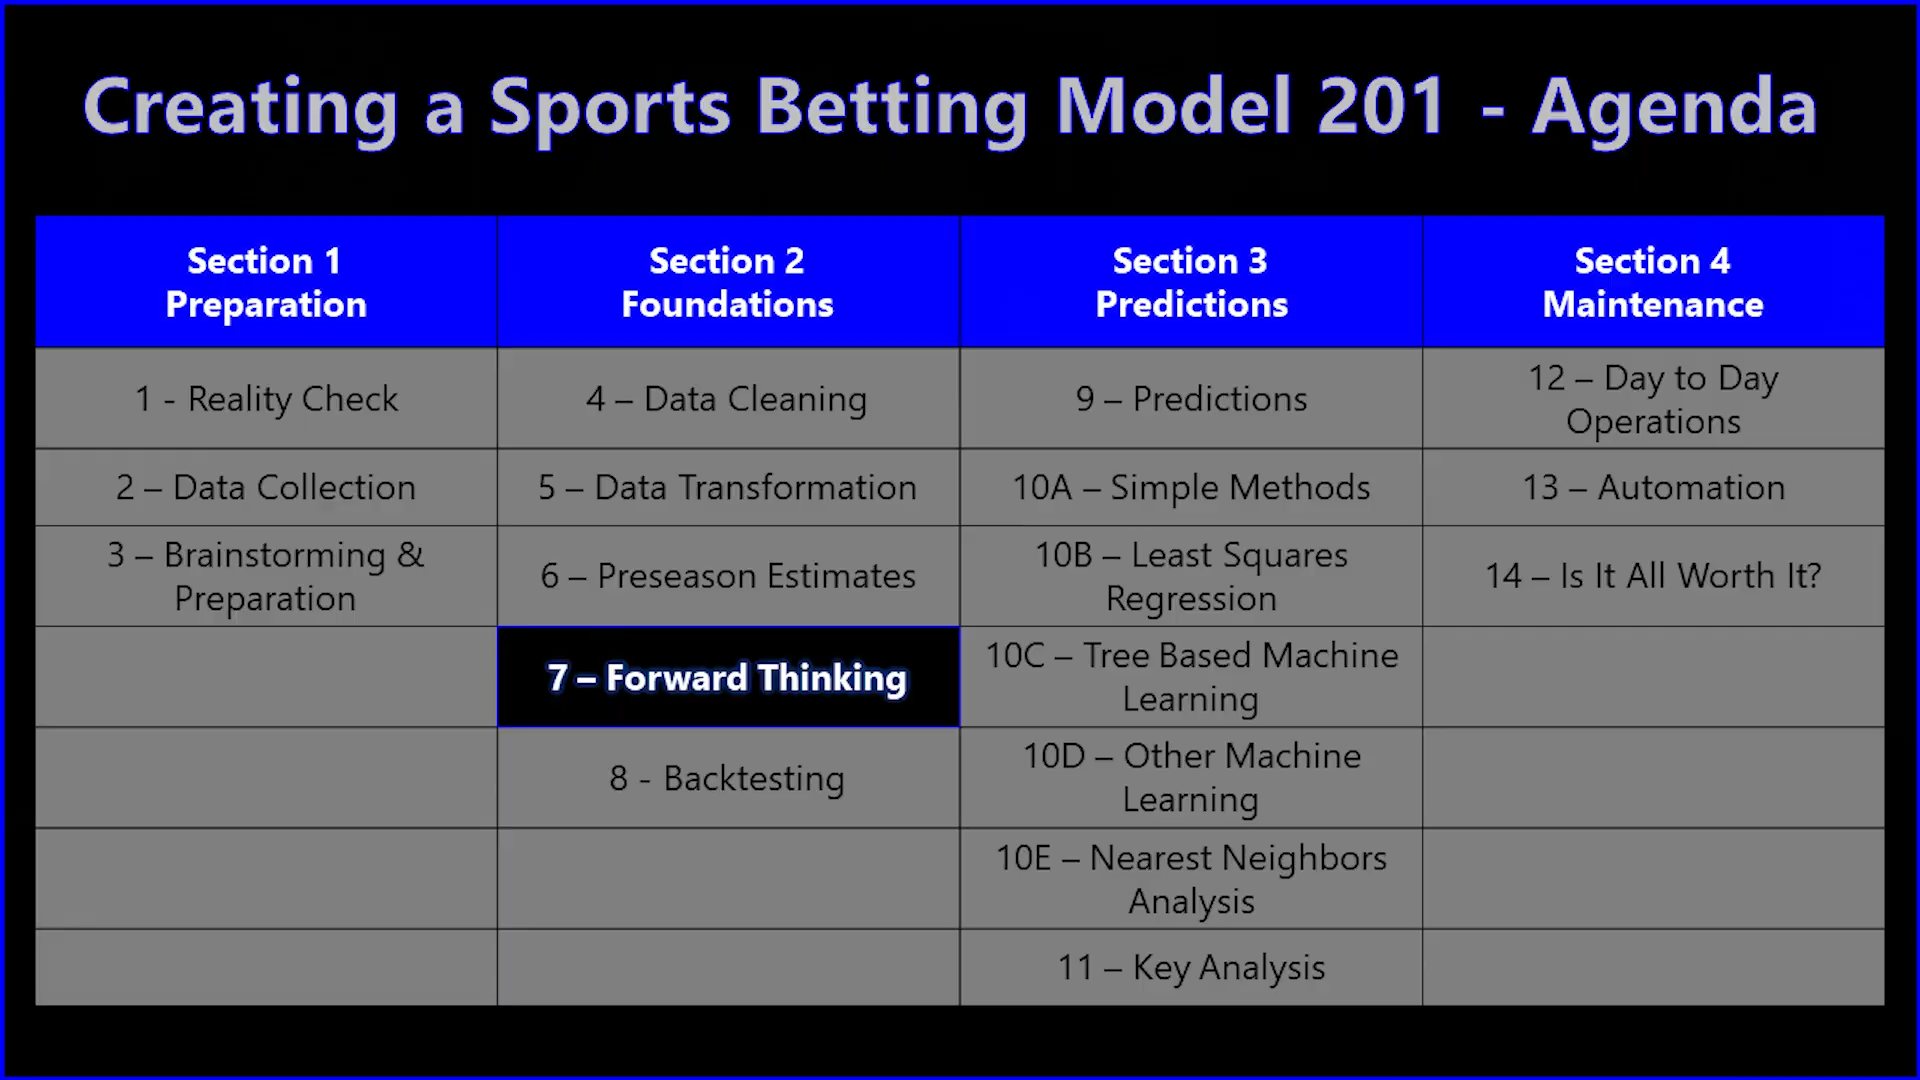 Creating a Sports Betting Model 201 - Agenda
Section 1
Preparation
Section 2
Foundations
Section 3
Predictions
Section 4
Maintenance
1 - Reality Check
4 – Data Cleaning
9 – Predictions
12 – Day to Day
Operations
2 – Data Collection
5 – Data Transformation
10A – Simple Methods
13 – Automation
3 – Brainstorming &
Preparation
6 – Preseason Estimates
10B – Least Squares
Regression
14 – Is It All Worth It?
7 – Forward Thinking
10C – Tree Based Machine
Learning
8 - Backtesting
10D – Other Machine
Learning
10E – Nearest Neighbors
Analysis
11 – Key Analysis